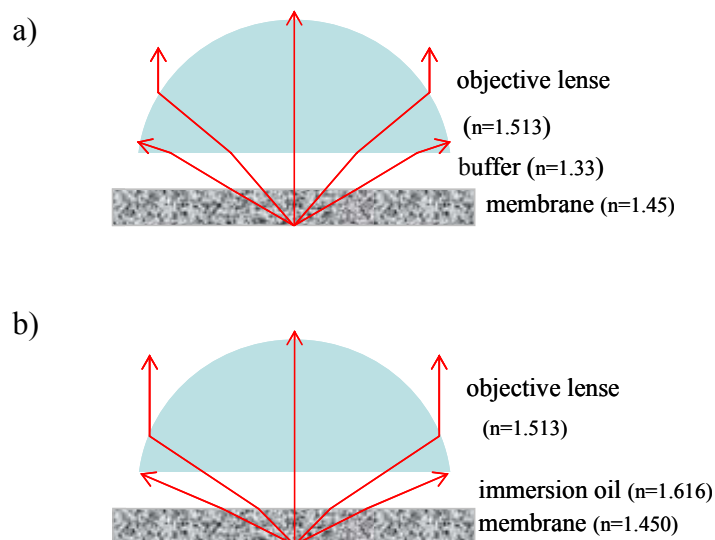 a)
objective lense
(n=1.513)
buffer (n=1.33)
membrane (n=1.45)
b)
objective lense
(n=1.513)
immersion oil (n=1.616)
membrane (n=1.450)